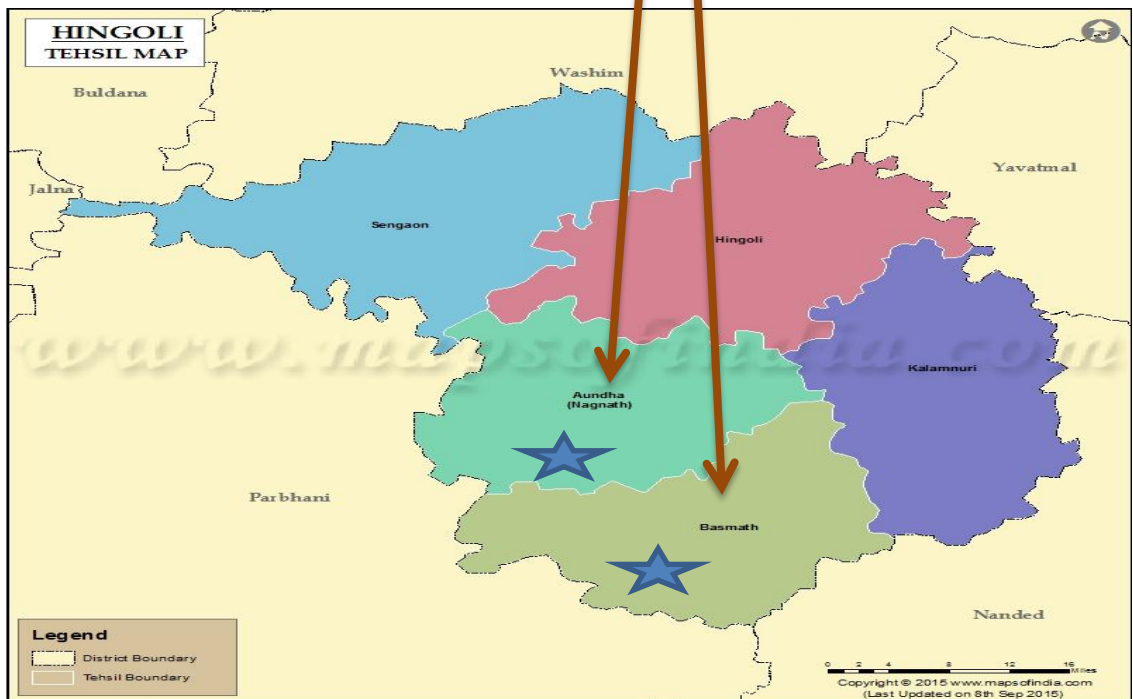 HINGOLI
TEHSIL MAP
Washim
Buldana
Yavatmal
Jalna
Sengaon
Hingoli
www.mapsofindia.com
Kalamnuri
Aundha
(Nagnath)
Parbhani
Basmath
Nanded
Legend
District Boundary
Tehsil Boundary
0 2 4 8 12 16
Miles
Copyright © 2015 www.mapsofindia.com
(Last Updated on 8th Sep 2015)